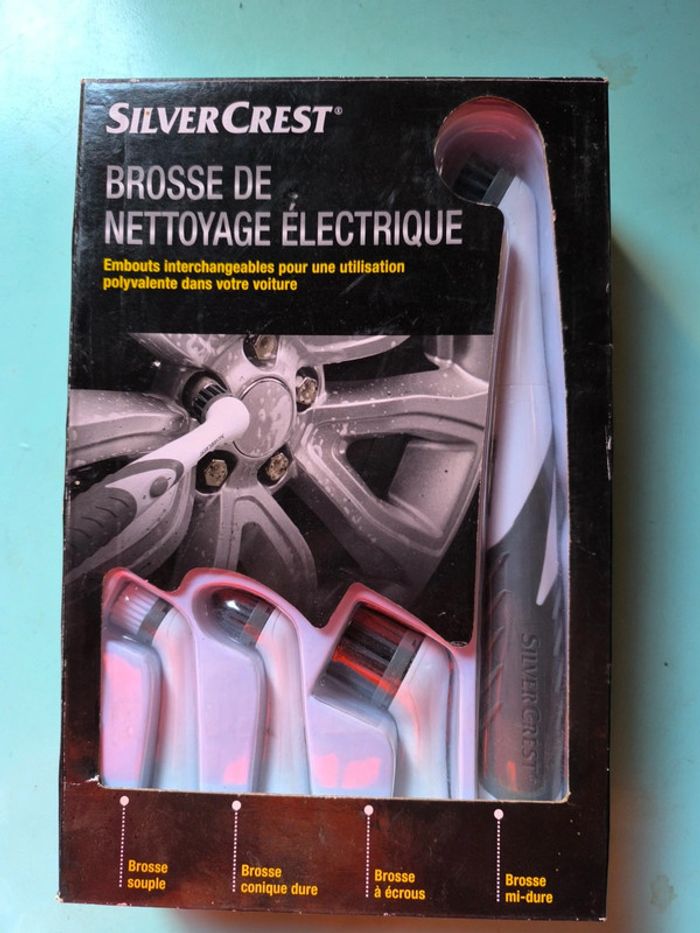 SILVERCREST®
BROSSE DE
NETTOYAGE ÉLECTRIQUE
Embouts interchangeables pour une utilisation
polyvalente dans votre voiture
SILVERCREST
Brosse
souple
Brosse
conique dure
Brosse
à écrous
Brosse
mi-dure